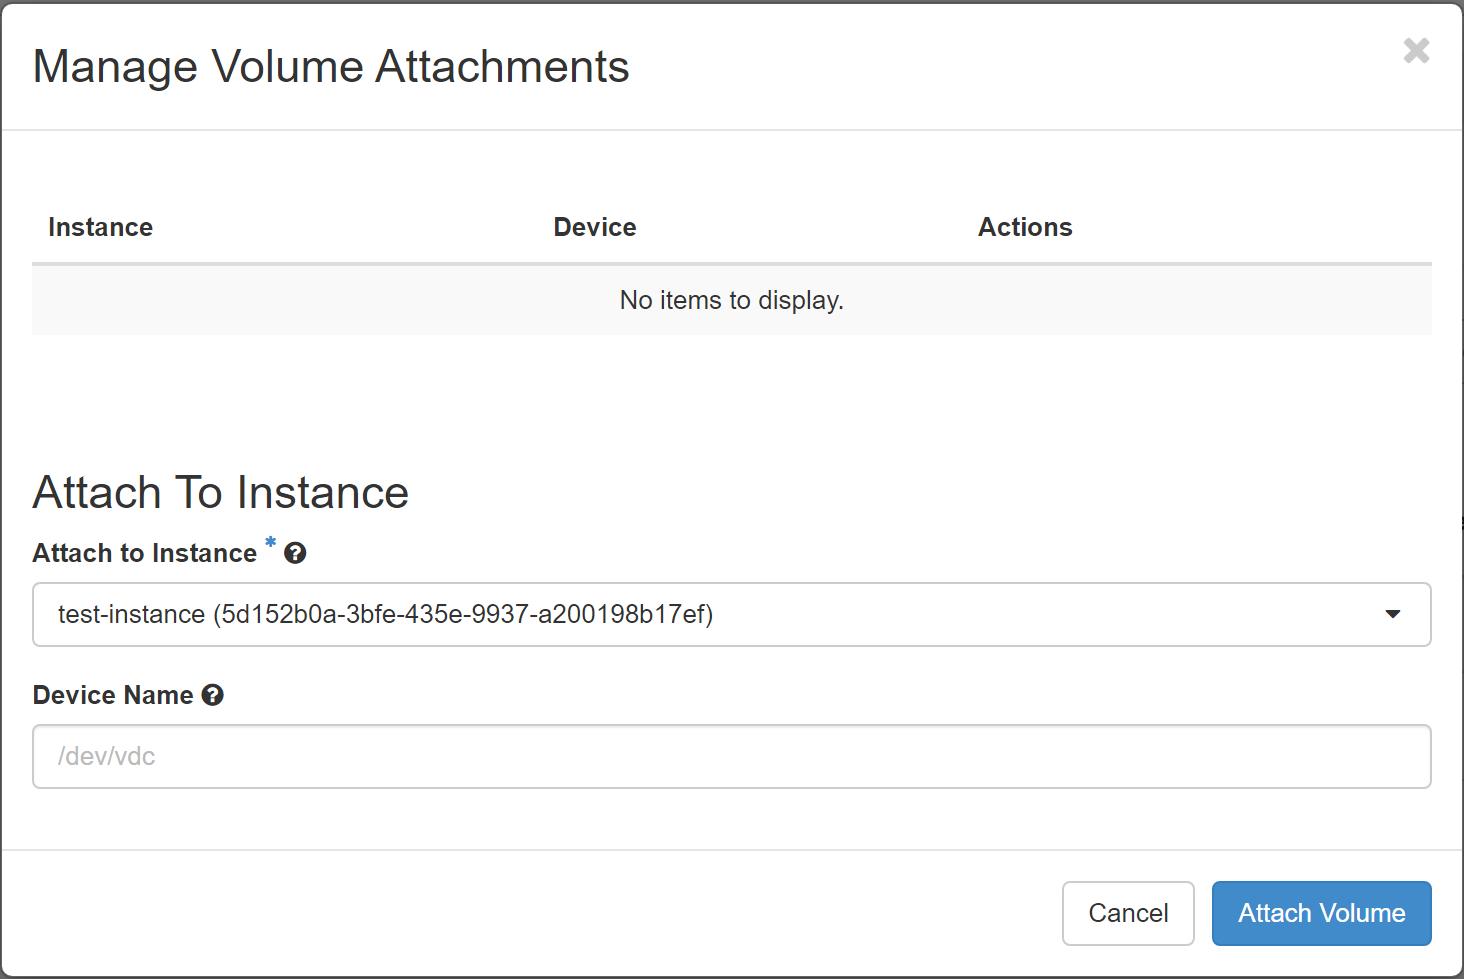 Manage Volume Attachments
Instance Device Actions
No items to display.
Attach To Instance
Attach to Instance *
test-instance (5d152b0a-3bfe-435e-9937-a200198b17ef)
Device Name
/dev/vdc
Cancel Attach Volume